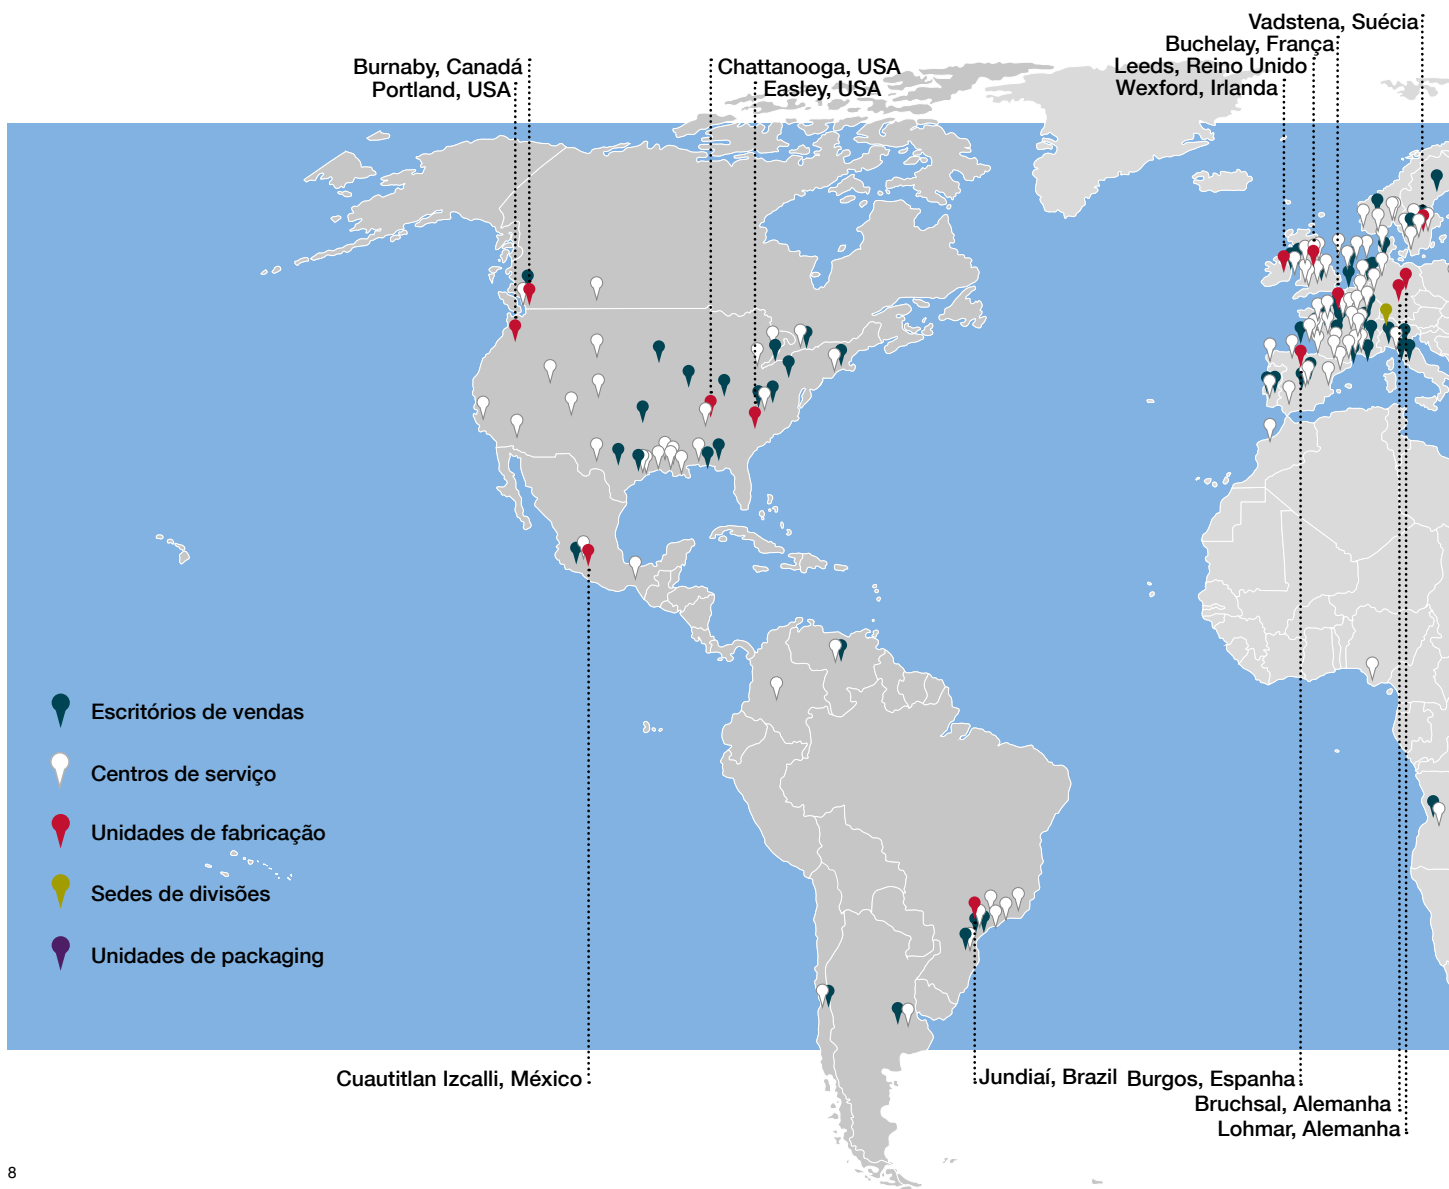 Vadstena, Suécia
Buchelay, França
Burnaby, Canadá
Chattanooga, USA
Leeds, Reino Unido
Portland, USA
Easley, USA
Wexford, Irlanda
Escritórios de vendas
Centros de serviço
Unidades de fabricação
Sedes de divisões
Unidades de packaging
Cuautitlan Izcalli, México
Jundiaí, Brazil
Burgos, Espanha
Bruchsal, Alemanha
Lohmar, Alemanha
8